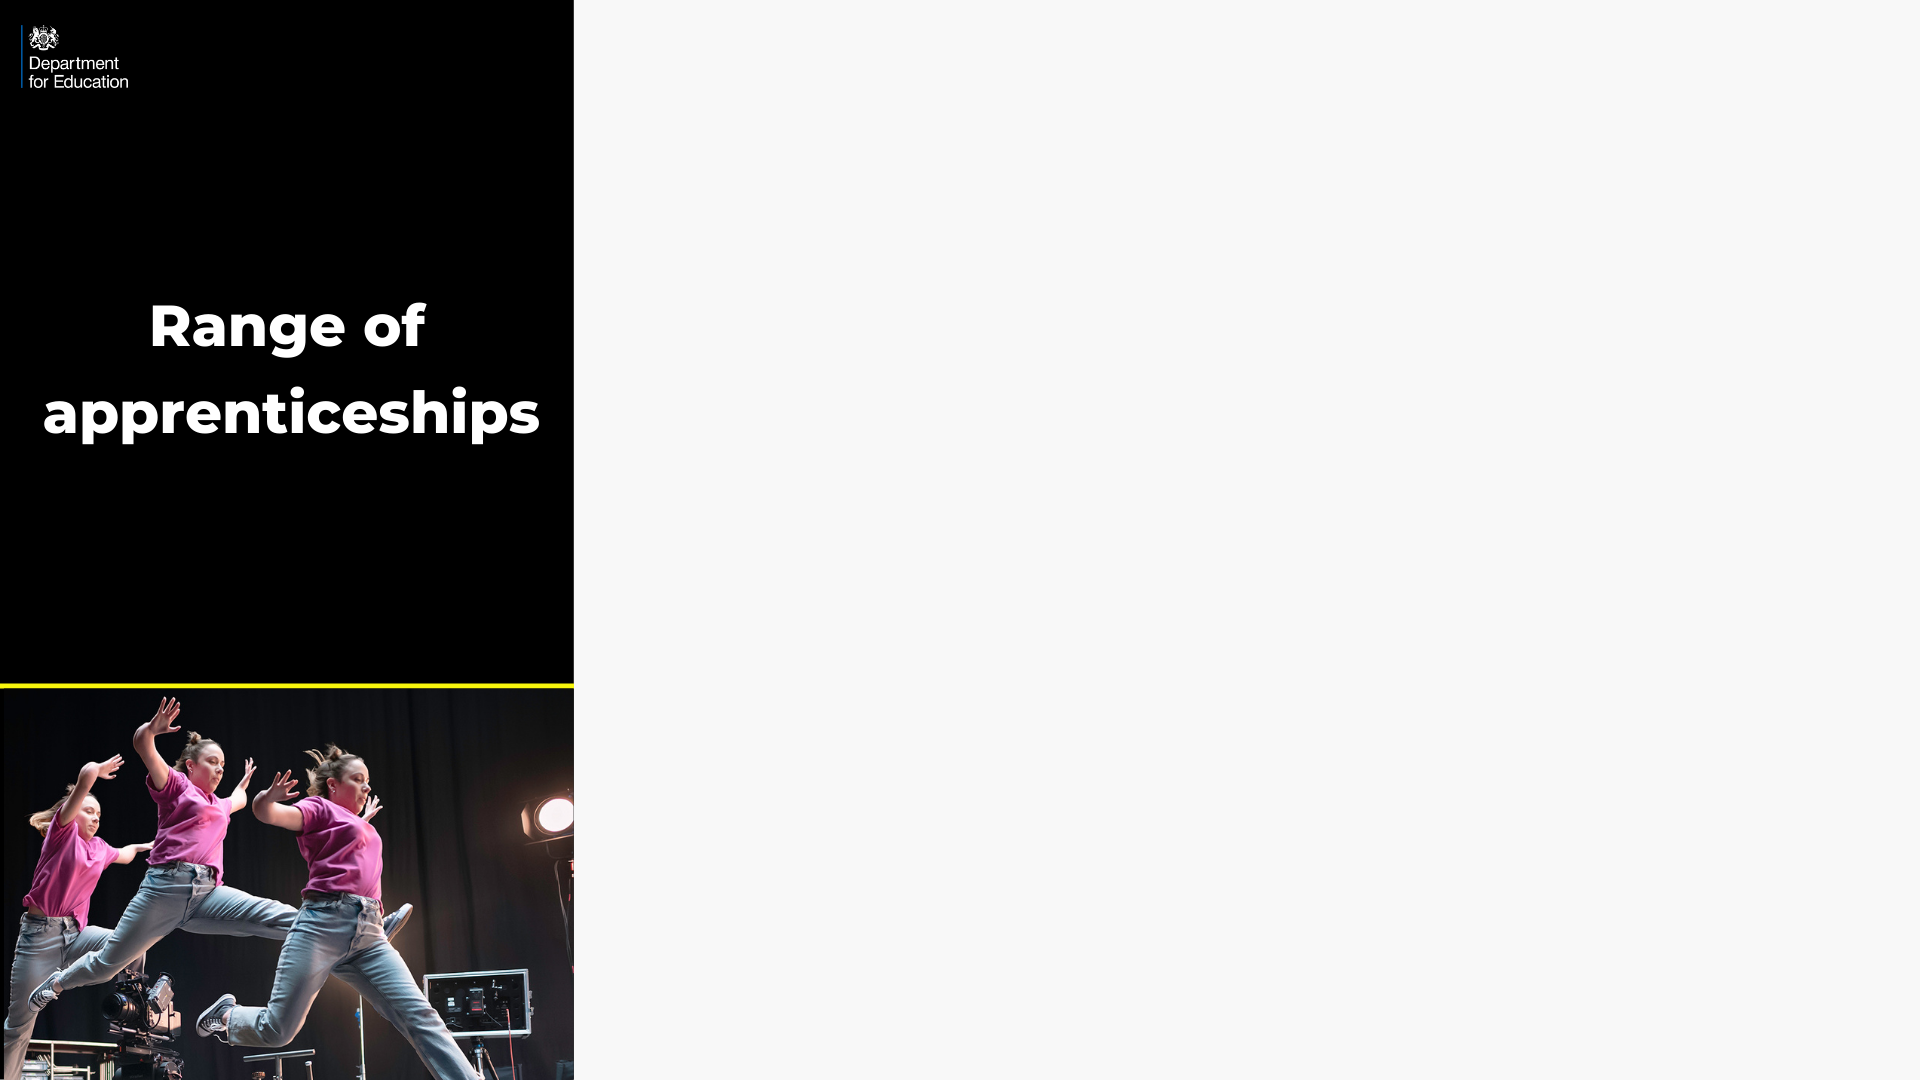 Department
for Education
Range of
apprenticeships